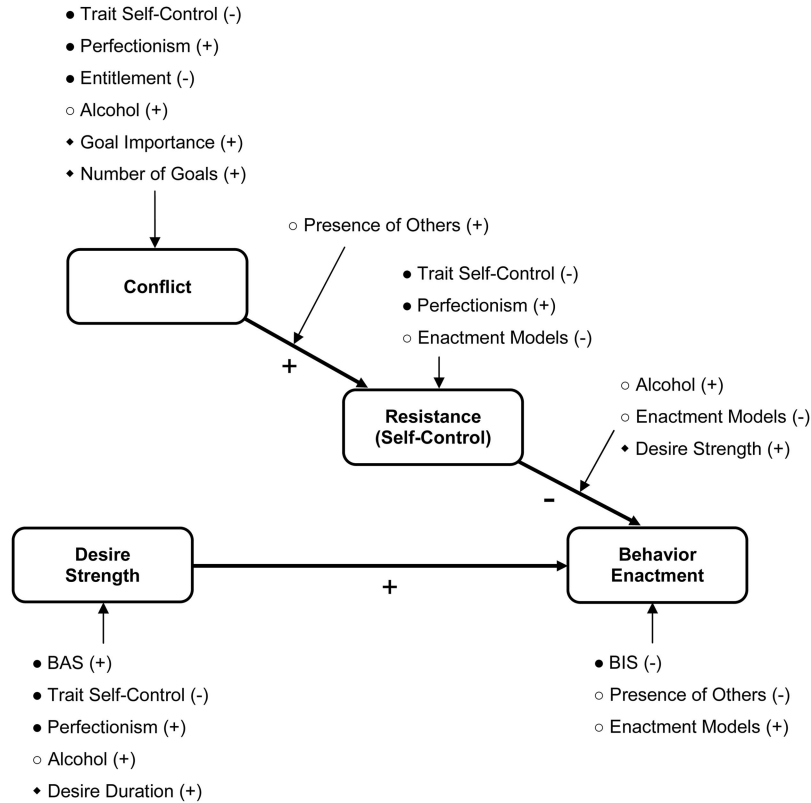 ● Trait Self-Control (-)
● Perfectionism (+)
● Entitlement (-)
○ Alcohol (+)
◆ Goal Importance (+)
◆ Number of Goals (+)
○ Presence of Others (+)
Conflict
● Trait Self-Control (-)
● Perfectionism (+)
○ Enactment Models (-)
+
Resistance
(Self-Control)
○ Alcohol (+)
○ Enactment Models (-)
◆ Desire Strength (+)
-
Desire
Strength
+
Behavior
Enactment
● BAS (+)
● Trait Self-Control (-)
● Perfectionism (+)
○ Alcohol (+)
◆ Desire Duration (+)
● BIS (-)
○ Presence of Others (-)
○ Enactment Models (+)